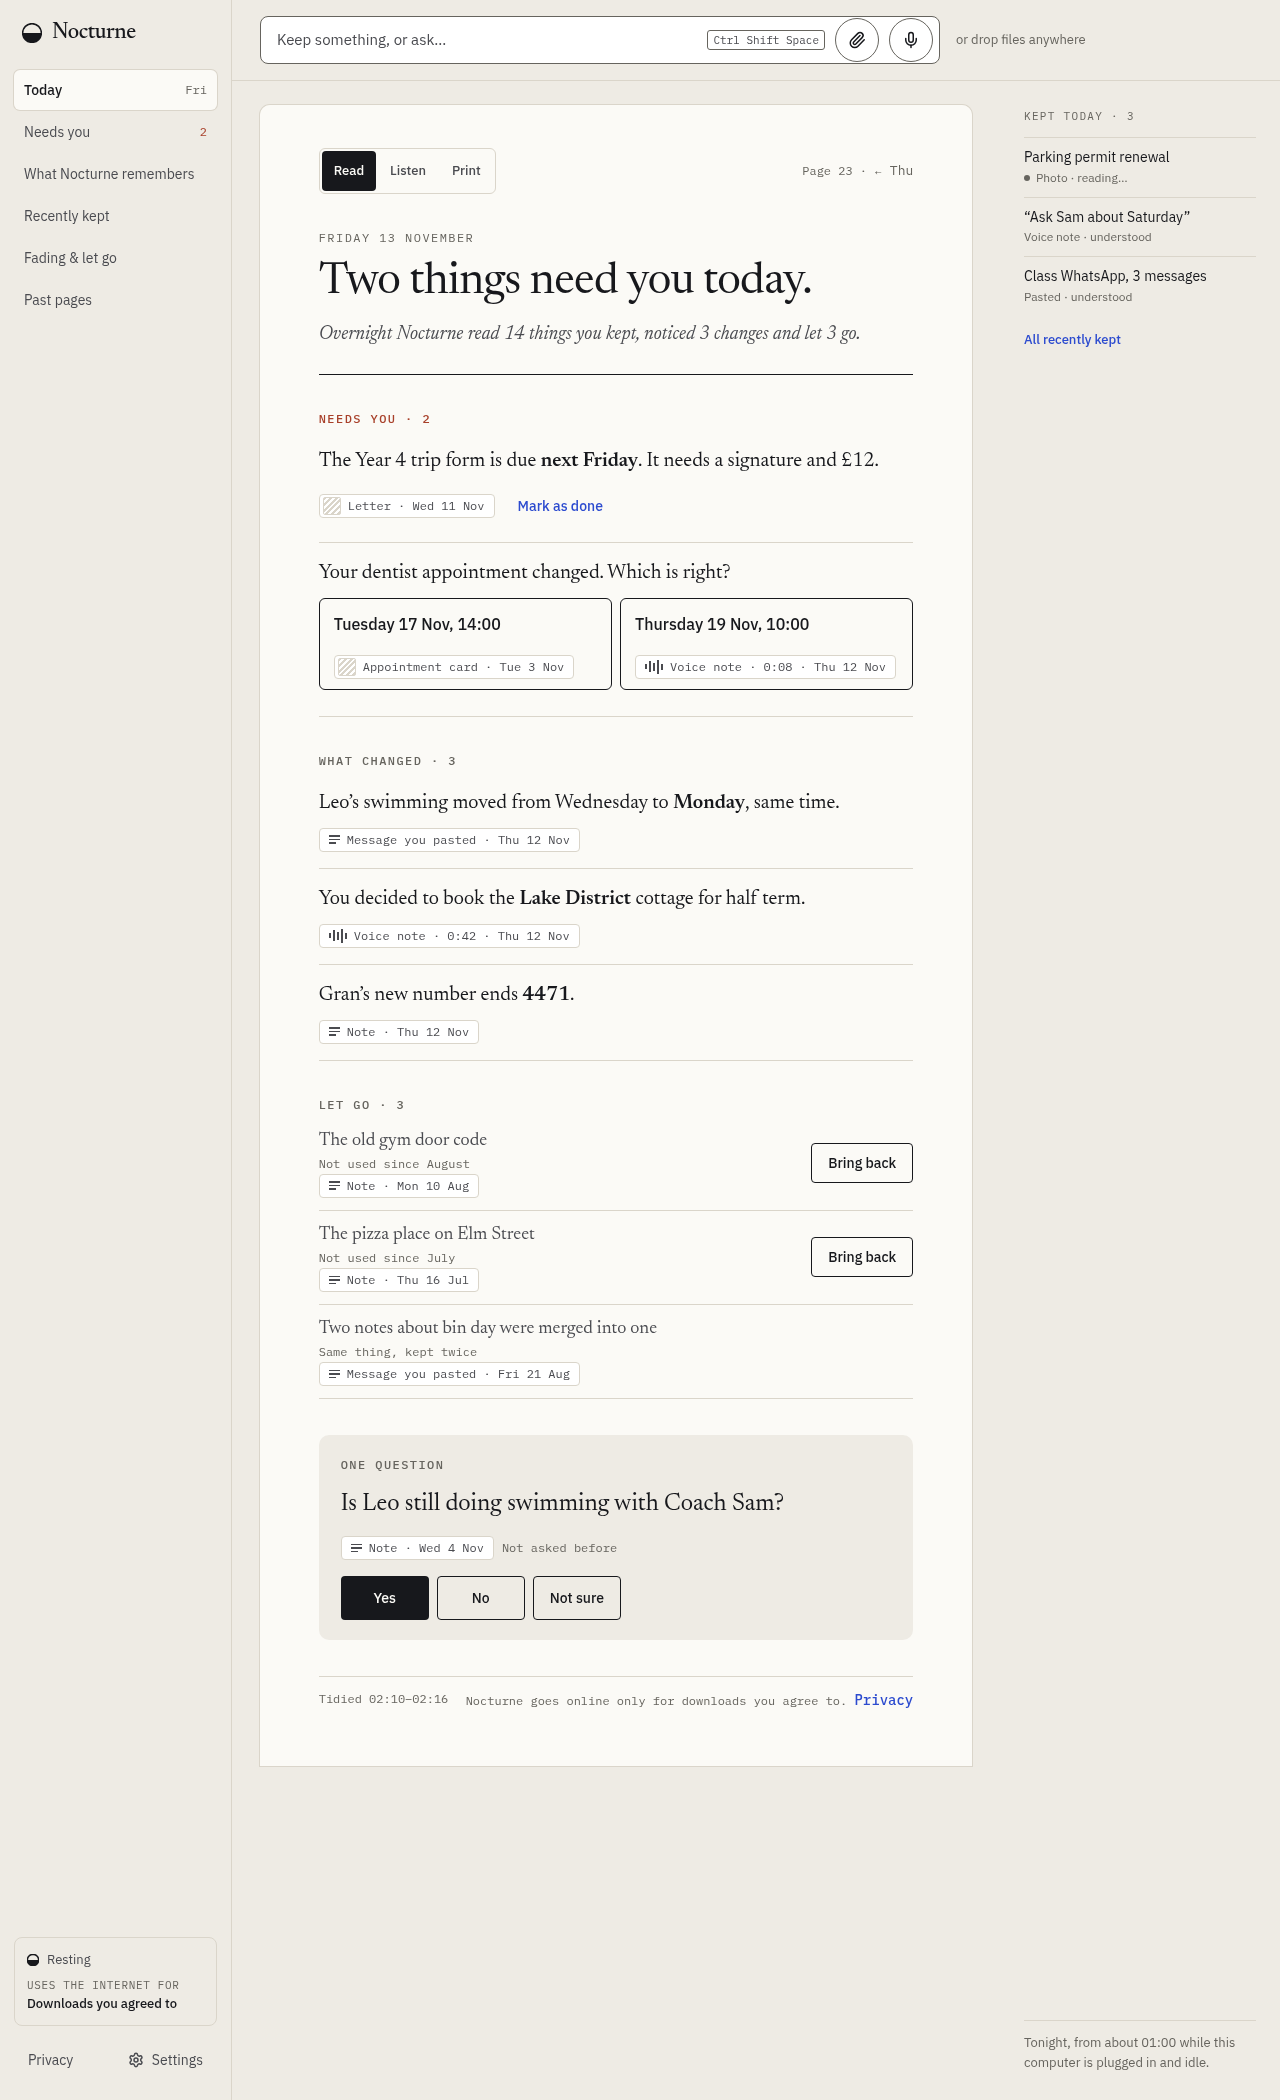 Nocturne
Today Fri
Needs you 2
What Nocturne remembers
Recently kept
Fading & let go
Past pages
Resting
USES THE INTERNET FOR
Downloads you agreed to
Privacy Settings
Keep something, or ask… Ctrl Shift Space or drop files anywhere
Read Listen Print Page 23 · ← Thu
FRIDAY 13 NOVEMBER
Two things need you today.
Overnight Nocturne read 14 things you kept, noticed 3 changes and let 3 go.
NEEDS YOU · 2
The Year 4 trip form is due next Friday. It needs a signature and £12.
Letter · Wed 11 Nov Mark as done
Your dentist appointment changed. Which is right?
Tuesday 17 Nov, 14:00
Appointment card · Tue 3 Nov
Thursday 19 Nov, 10:00
Voice note · 0:08 · Thu 12 Nov
WHAT CHANGED · 3
Leo’s swimming moved from Wednesday to Monday, same time.
Message you pasted · Thu 12 Nov
You decided to book the Lake District cottage for half term.
Voice note · 0:42 · Thu 12 Nov
Gran’s new number ends 4471.
Note · Thu 12 Nov
LET GO · 3
The old gym door code
Not used since August
Note · Mon 10 Aug
Bring back
The pizza place on Elm Street
Not used since July
Note · Thu 16 Jul
Bring back
Two notes about bin day were merged into one
Same thing, kept twice
Message you pasted · Fri 21 Aug
ONE QUESTION
Is Leo still doing swimming with Coach Sam?
Note · Wed 4 Nov Not asked before
Yes No Not sure
Tidied 02:10–02:16 Nocturne goes online only for downloads you agree to. Privacy
KEPT TODAY · 3
Parking permit renewal
Photo · reading…
“Ask Sam about Saturday”
Voice note · understood
Class WhatsApp, 3 messages
Pasted · understood
All recently kept
Tonight, from about 01:00 while this
computer is plugged in and idle.